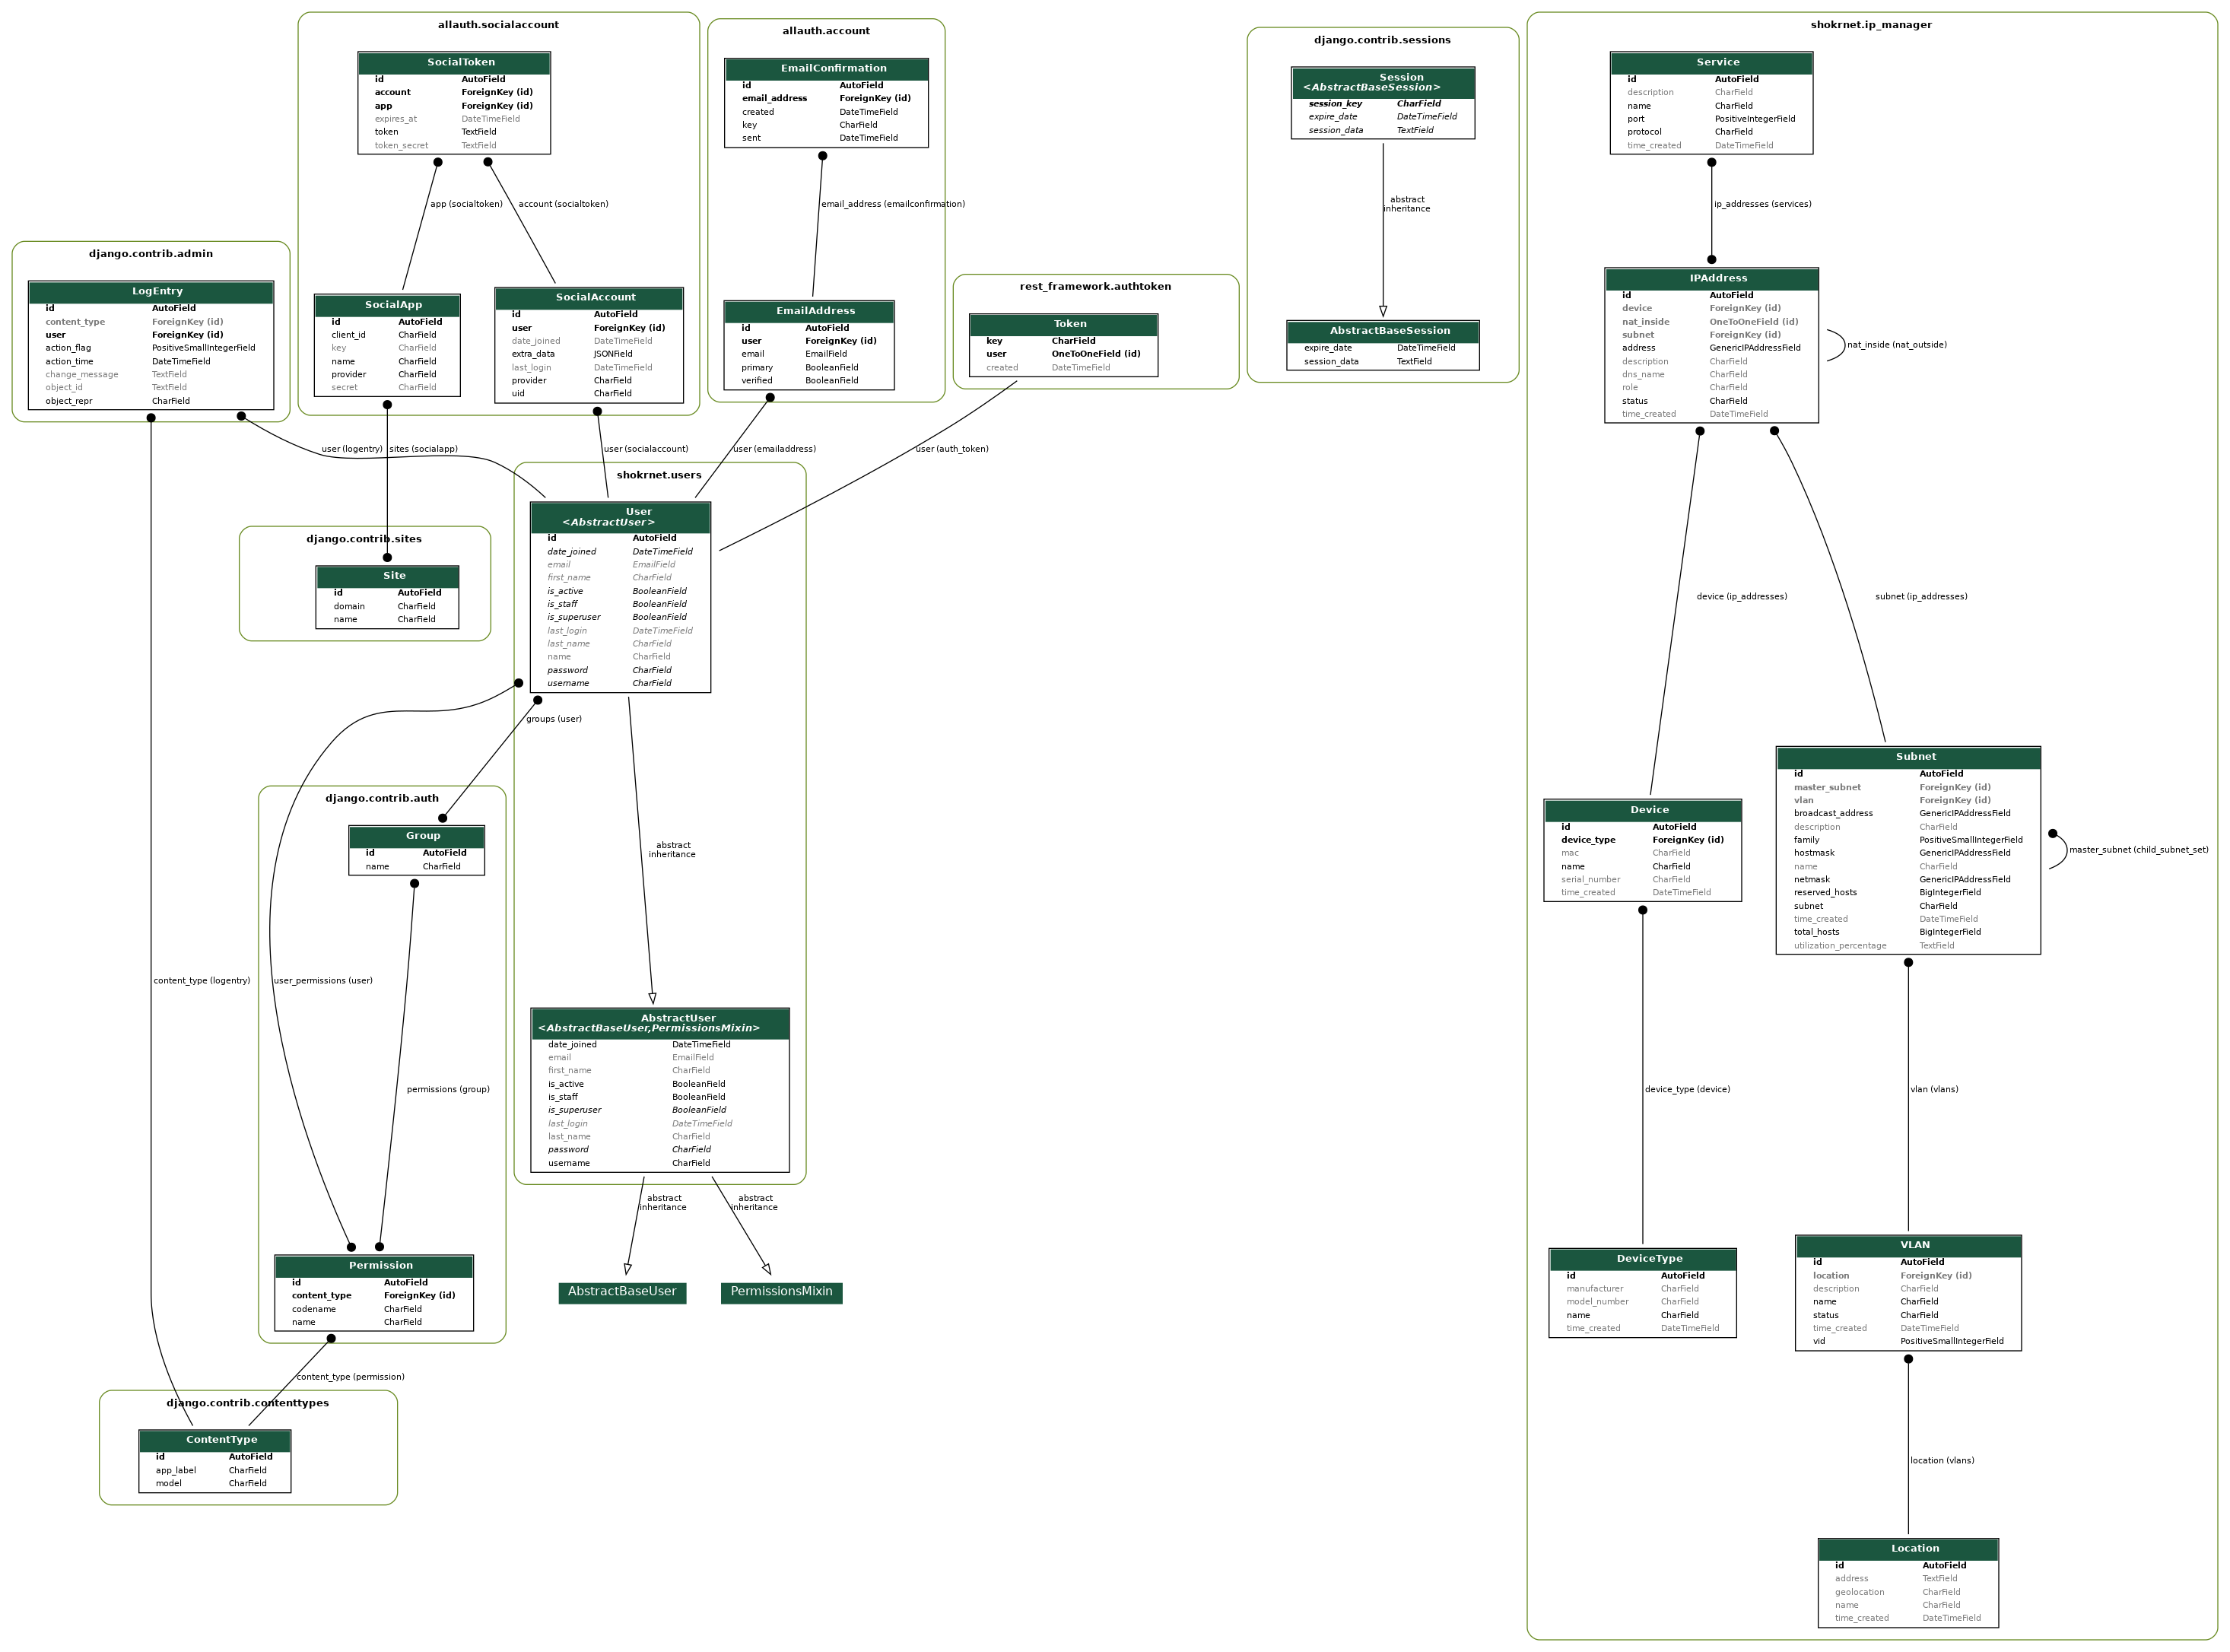 allauth.socialaccount
SocialToken
id AutoField
account ForeignKey (id)
app ForeignKey (id)
expires_at DateTimeField
token TextField
token_secret TextField
app (socialtoken)
account (socialtoken)
SocialApp
id AutoField
client_id CharField
key CharField
name CharField
provider CharField
secret CharField
SocialAccount
id AutoField
user ForeignKey (id)
date_joined DateTimeField
extra_data JSONField
last_login DateTimeField
provider CharField
uid CharField
allauth.account
EmailConfirmation
id AutoField
email_address ForeignKey (id)
created DateTimeField
key CharField
sent DateTimeField
email_address (emailconfirmation)
EmailAddress
id AutoField
user ForeignKey (id)
email EmailField
primary BooleanField
verified BooleanField
django.contrib.admin
LogEntry
id AutoField
content_type ForeignKey (id)
user ForeignKey (id)
action_flag PositiveSmallIntegerField
action_time DateTimeField
change_message TextField
object_id TextField
object_repr CharField
rest_framework.authtoken
Token
key CharField
user OneToOneField (id)
created DateTimeField
django.contrib.sessions
Session
<AbstractBaseSession>
session_key CharField
expire_date DateTimeField
session_data TextField
abstract
inheritance
AbstractBaseSession
expire_date DateTimeField
session_data TextField
user (logentry)
sites (socialapp)
user (socialaccount)
user (emailaddress)
user (auth_token)
django.contrib.sites
Site
id AutoField
domain CharField
name CharField
shokrnet.users
User
<AbstractUser>
id AutoField
date_joined DateTimeField
email EmailField
first_name CharField
is_active BooleanField
is_staff BooleanField
is_superuser BooleanField
last_login DateTimeField
last_name CharField
name CharField
password CharField
username CharField
groups (user)
abstract
inheritance
django.contrib.auth
Group
id AutoField
name CharField
content_type (logentry)
user_permissions (user)
permissions (group)
AbstractUser
<AbstractBaseUser,PermissionsMixin>
date_joined DateTimeField
email EmailField
first_name CharField
is_active BooleanField
is_staff BooleanField
is_superuser BooleanField
last_login DateTimeField
last_name CharField
password CharField
username CharField
abstract
inheritance
abstract
inheritance
AbstractBaseUser
PermissionsMixin
Permission
id AutoField
content_type ForeignKey (id)
codename CharField
name CharField
content_type (permission)
django.contrib.contenttypes
ContentType
id AutoField
app_label CharField
model CharField
shokrnet.ip_manager
Service
id AutoField
description CharField
name CharField
port PositiveIntegerField
protocol CharField
time_created DateTimeField
ip_addresses (services)
IPAddress
id AutoField
device ForeignKey (id)
nat_inside OneToOneField (id)
subnet ForeignKey (id)
address GenericIPAddressField
description CharField
dns_name CharField
role CharField
status CharField
time_created DateTimeField
nat_inside (nat_outside)
device (ip_addresses)
subnet (ip_addresses)
Device
id AutoField
device_type ForeignKey (id)
mac CharField
name CharField
serial_number CharField
time_created DateTimeField
Subnet
id AutoField
master_subnet ForeignKey (id)
vlan ForeignKey (id)
broadcast_address GenericIPAddressField
description CharField
family PositiveSmallIntegerField
hostmask GenericIPAddressField
name CharField
netmask GenericIPAddressField
reserved_hosts BigIntegerField
subnet CharField
time_created DateTimeField
total_hosts BigIntegerField
utilization_percentage TextField
master_subnet (child_subnet_set)
device_type (device)
vlan (vlans)
DeviceType
id AutoField
manufacturer CharField
model_number CharField
name CharField
time_created DateTimeField
VLAN
id AutoField
location ForeignKey (id)
description CharField
name CharField
status CharField
time_created DateTimeField
vid PositiveSmallIntegerField
location (vlans)
Location
id AutoField
address TextField
geolocation CharField
name CharField
time_created DateTimeField